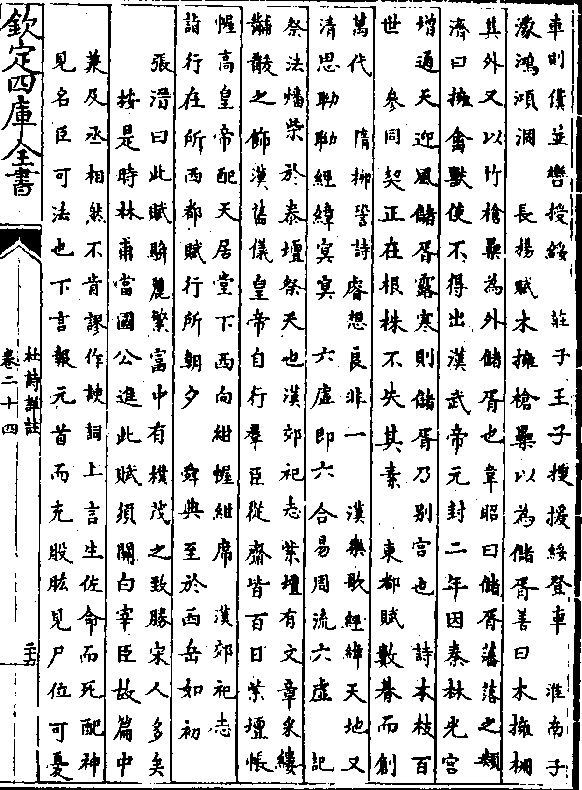 車則僕並轡授綏　莊子王子搜援綏登車　淮南子
濛鴻澒洞　長揚賦木擁槍纍以為儲胥善曰木擁柵
其外又以竹槍纍為外儲胥也韋昭曰儲胥藩落之類
濟曰擁禽獸使不得出漢武帝元封二年因秦林光宮
增通天迎風儲胥露寒則儲胥乃别宮也　詩本枝百
世　參同契正在根株不失其素　東都賦數朞而創
萬代　隋柳䛒詩睿想良非一　漢樂歌經緯天地又
清思眑眑經緯冥冥　六虛即六合易周流六虛　記
祭法燔柴於泰壇祭天也漢郊祀志紫壇有文章采縷
黼黻之飾漢舊儀皇帝自行羣臣從齋皆百日紫壇帳
幄高皇帝配天居堂下西向紺幄紺席　漢郊祀志
詣行在所西都賦行所朝夕　舜典至於西岳如初
張溍曰此賦瞻麗繁富中有樸茂之致勝宋人多矣
按是時林甫當國公進此賦須關白宰臣故篇中
兼及丞相然不肯謬作諛詞上言生佐命而死配神
見名臣可法也下言報元首而充股肱見尸位可憂
欽定四庫全書
杜詩詳註
卷二十四
三十五